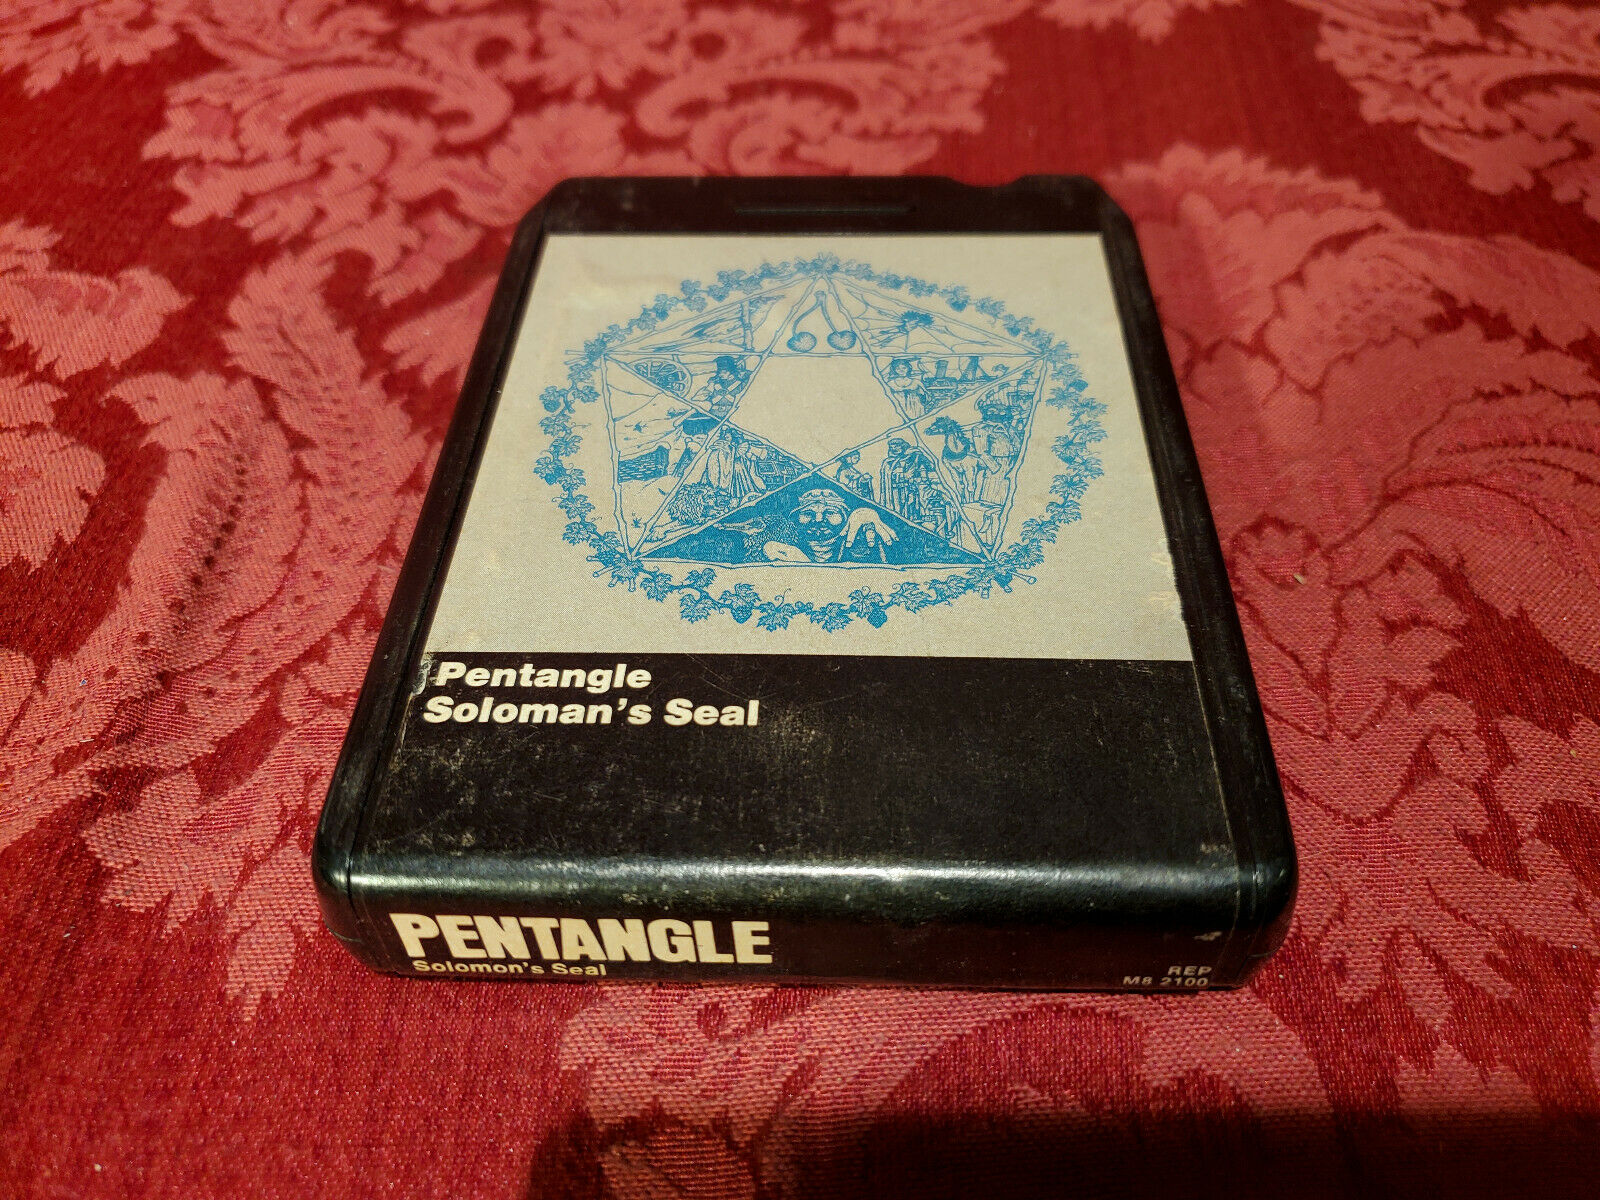 Pentangle
Soloman's Seal
PENTANGLE
Solomon's Seal
REP
M8 2100